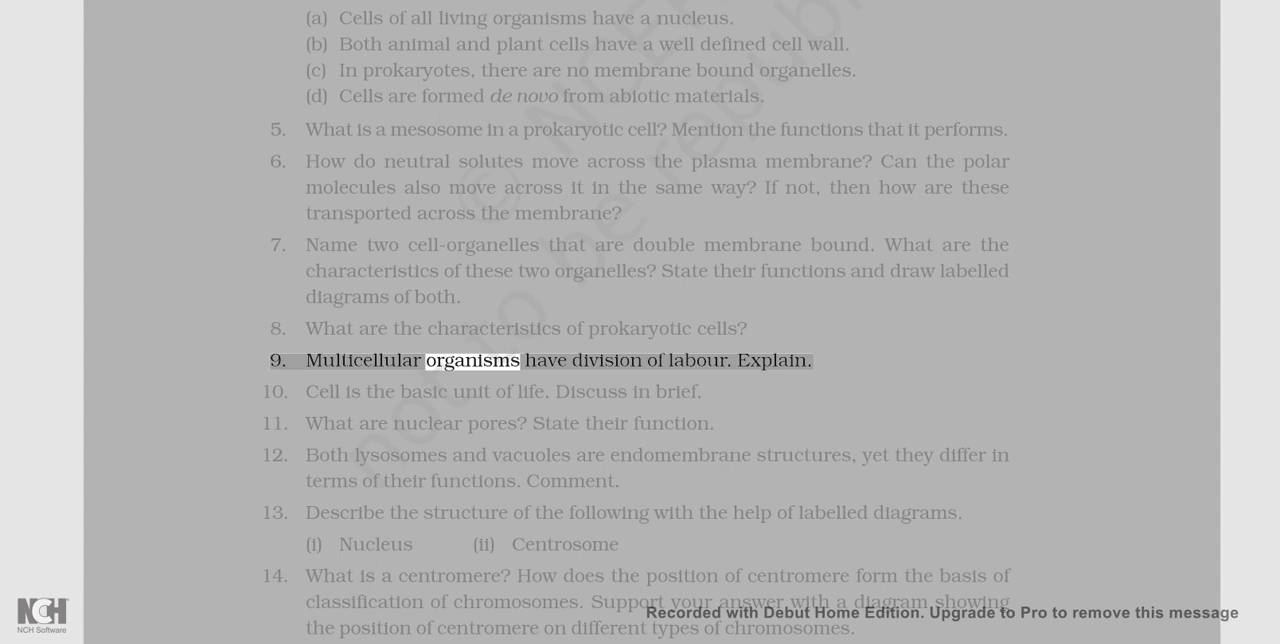 (a) Cells of all living organisms have a nucleus.
(b) Both animal and plant cells have a well defined cell wall.
(c) In prokaryotes, there are no membrane bound organelles.
(d) Cells are formed de novo from abiotic materials.
5. What is a mesosome in a prokaryotic cell? Mention the functions that it performs.
6. How do neutral solutes move across the plasma membrane? Can the polar
molecules also move across it in the same way? If not, then how are these
transported across the membrane?
7. Name two cell-organelles that are double membrane bound. What are the
characteristics of these two organelles? State their functions and draw labelled
diagrams of both.
8. What are the characteristics of prokaryotic cells?
9. Multicellular organisms have division of labour. Explain.
10. Cell is the basic unit of life. Discuss in brief.
11. What are nuclear pores? State their function.
12. Both lysosomes and vacuoles are endomembrane structures, yet they differ in
terms of their functions. Comment.
13. Describe the structure of the following with the help of labelled diagrams.
(i) Nucleus (ii) Centrosome
14. What is a centromere? How does the position of centromere form the basis of
classification of chromosomes. Support your answer with a diagram showing
the position of centromere on different types of chromosomes.
© NCER
not to be republi
NCH
NCH Software
Recorded with Debut Home Edition. Upgrade to Pro to remove this message